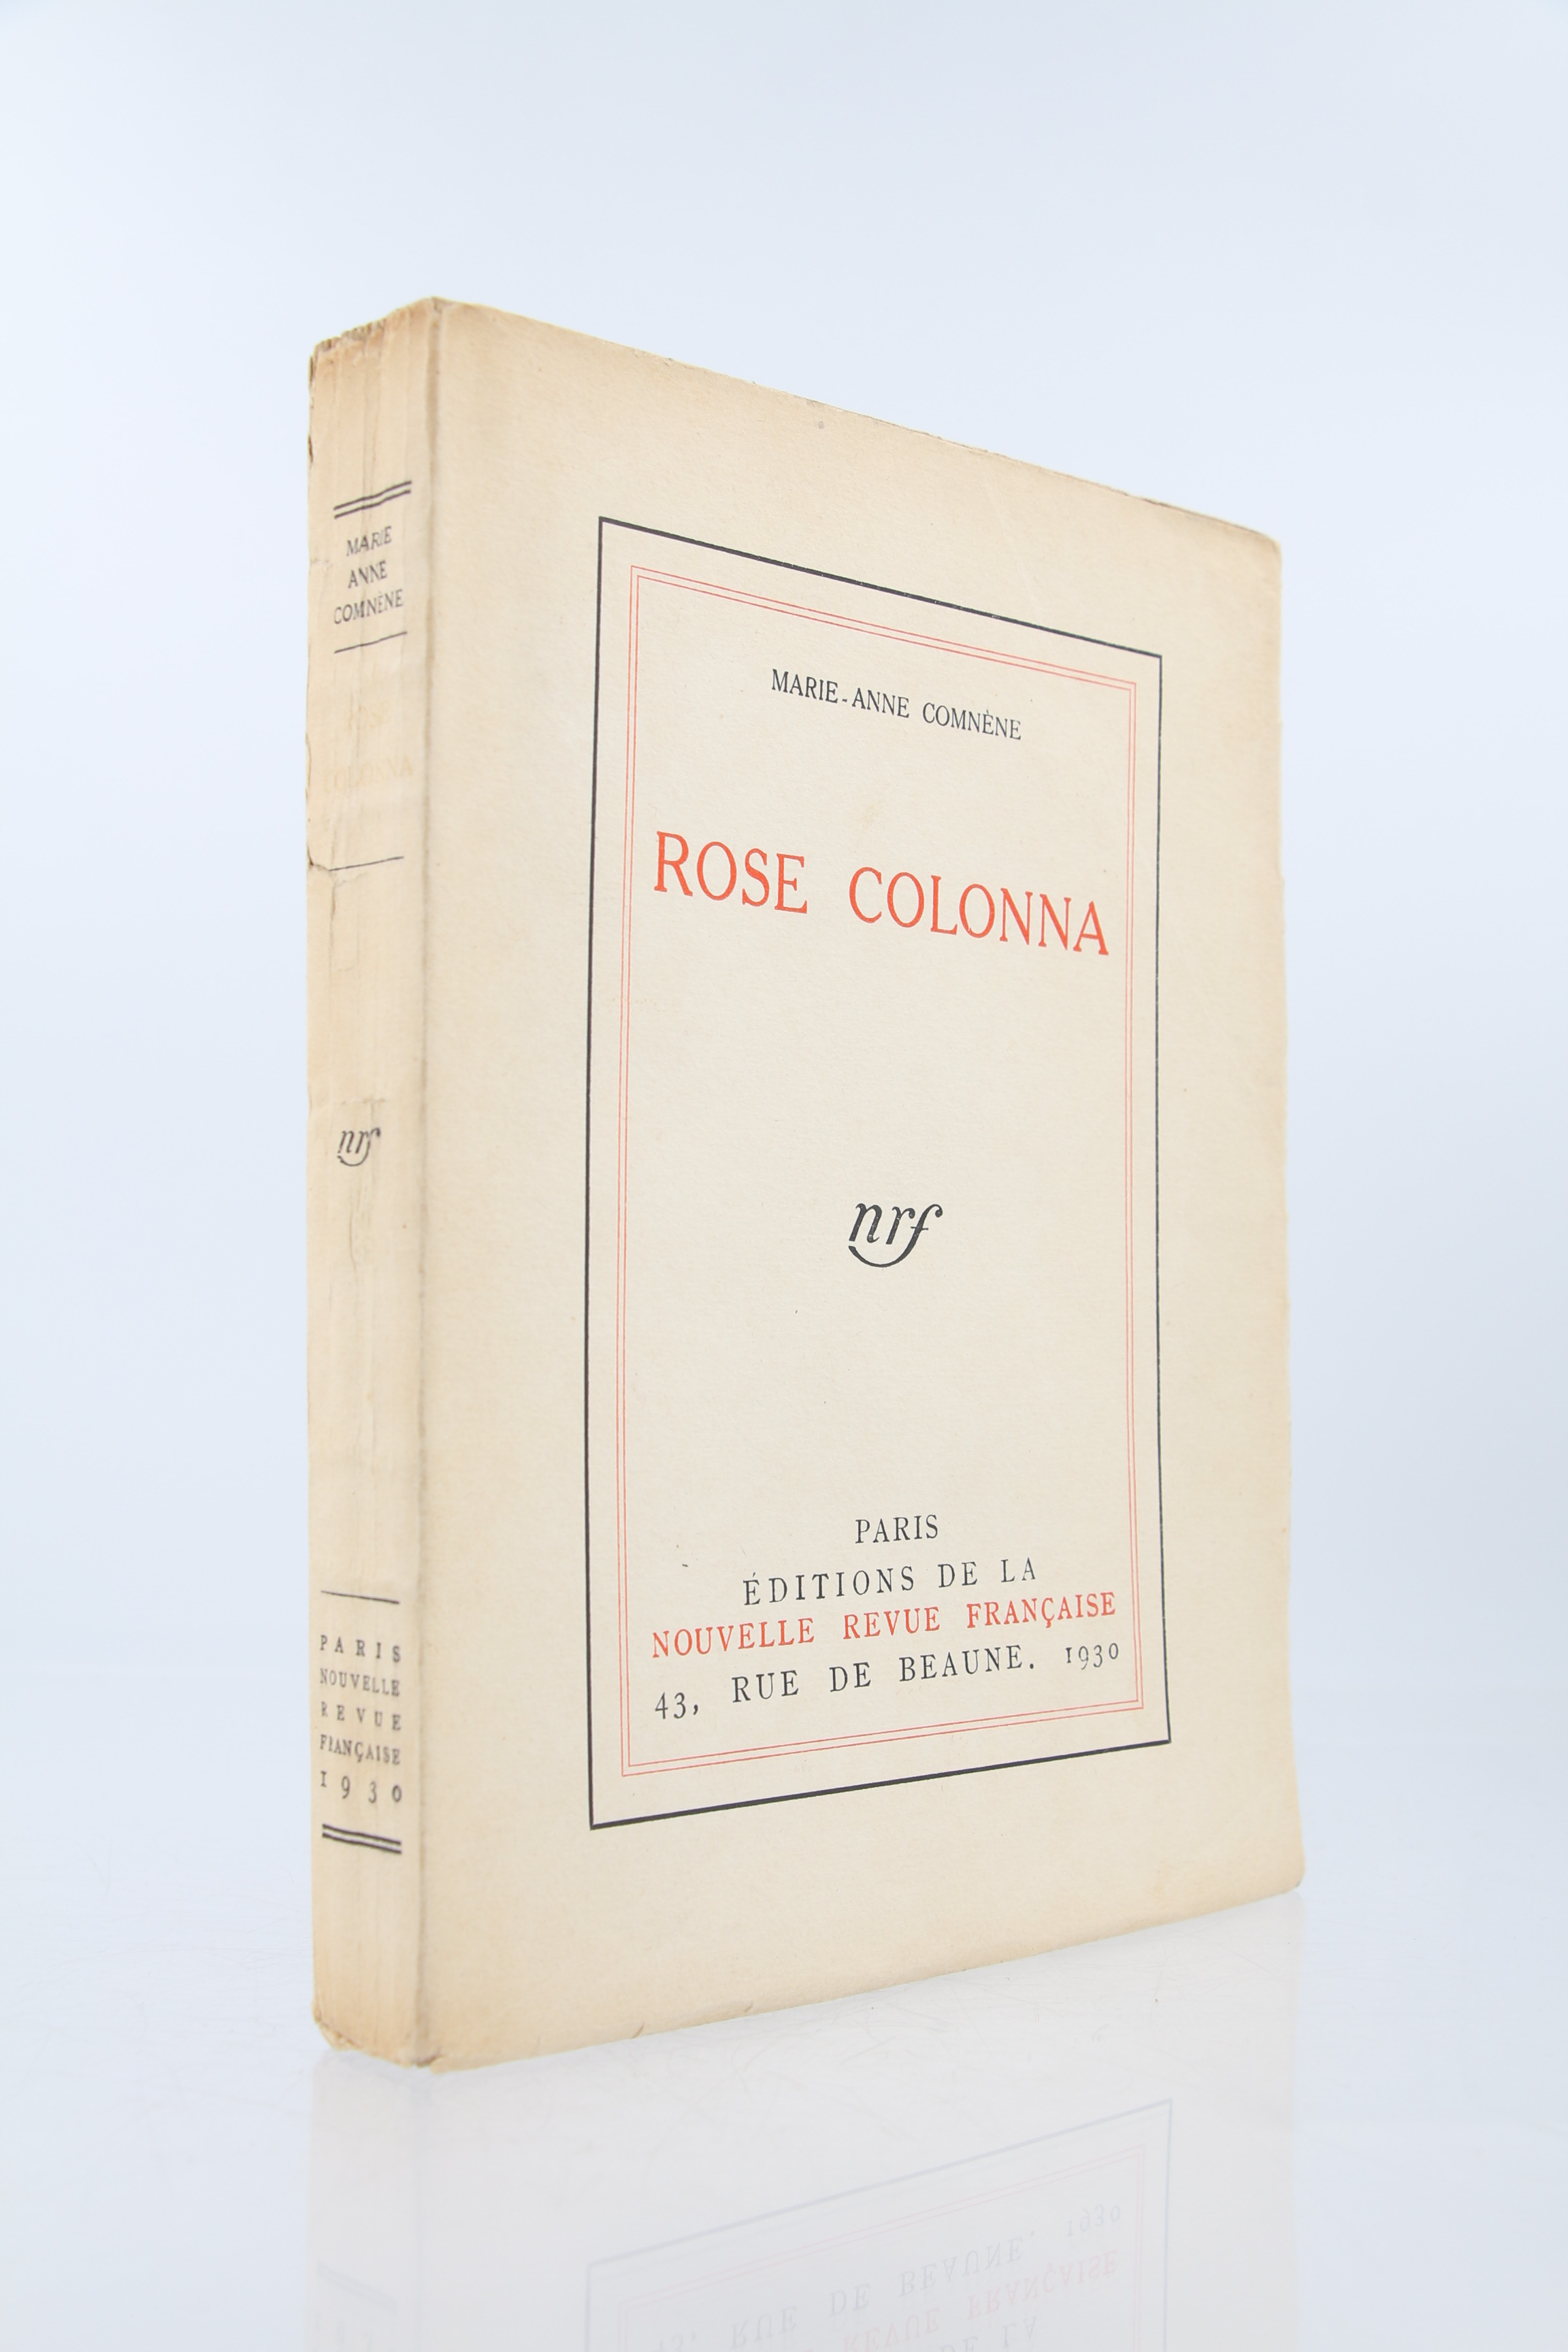 MARIE
ANNE
COMNÈNE
ROSE
COLONNA
nrf
PARIS
NOUVELLE
REVUE
FRANÇAISE
1930
MARIE-ANNE COMNÈNE
ROSE COLONNA
nrf
PARIS
ÉDITIONS DE LA
NOUVELLE REVUE FRANÇAISE
43, RUE DE BEAUNE. 1930